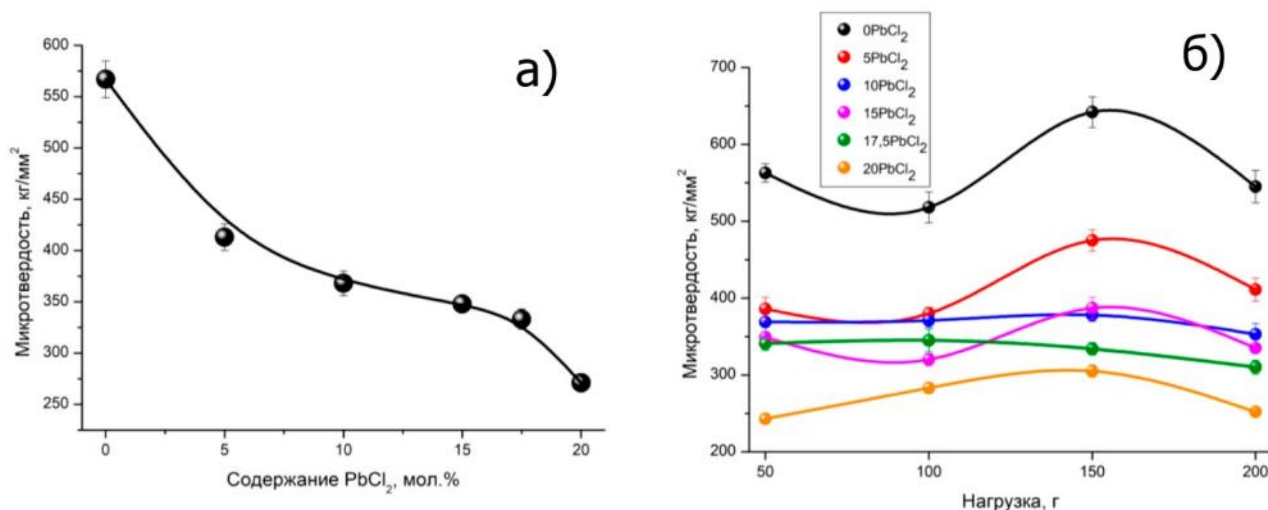 а)
Микротвердость, кг/мм²
600
550
500
450
400
350
300
250
0 5 10 15 20
Содержание PbCl₂, мол.%
б)
0PbCl₂
5PbCl₂
10PbCl₂
15PbCl₂
17,5PbCl₂
20PbCl₂
Микротвердость, кг/мм²
700
600
500
400
300
200
50 100 150 200
Нагрузка, г